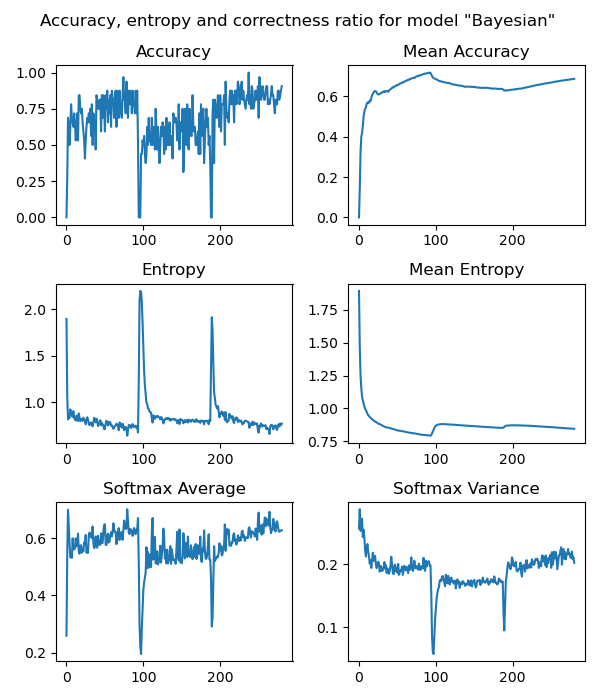 Accuracy, entropy and correctness ratio for model "Bayesian"
Accuracy
Mean Accuracy
1.00
0.75
0.50
0.25
0.00
0 100 200
0.6
0.4
0.2
0.0
0 100 200
Entropy
Mean Entropy
2.0
1.5
1.0
0 100 200
1.75
1.50
1.25
1.00
0.75
0 100 200
Softmax Average
Softmax Variance
0.6
0.4
0.2
0 100 200
0.2
0.1
0 100 200